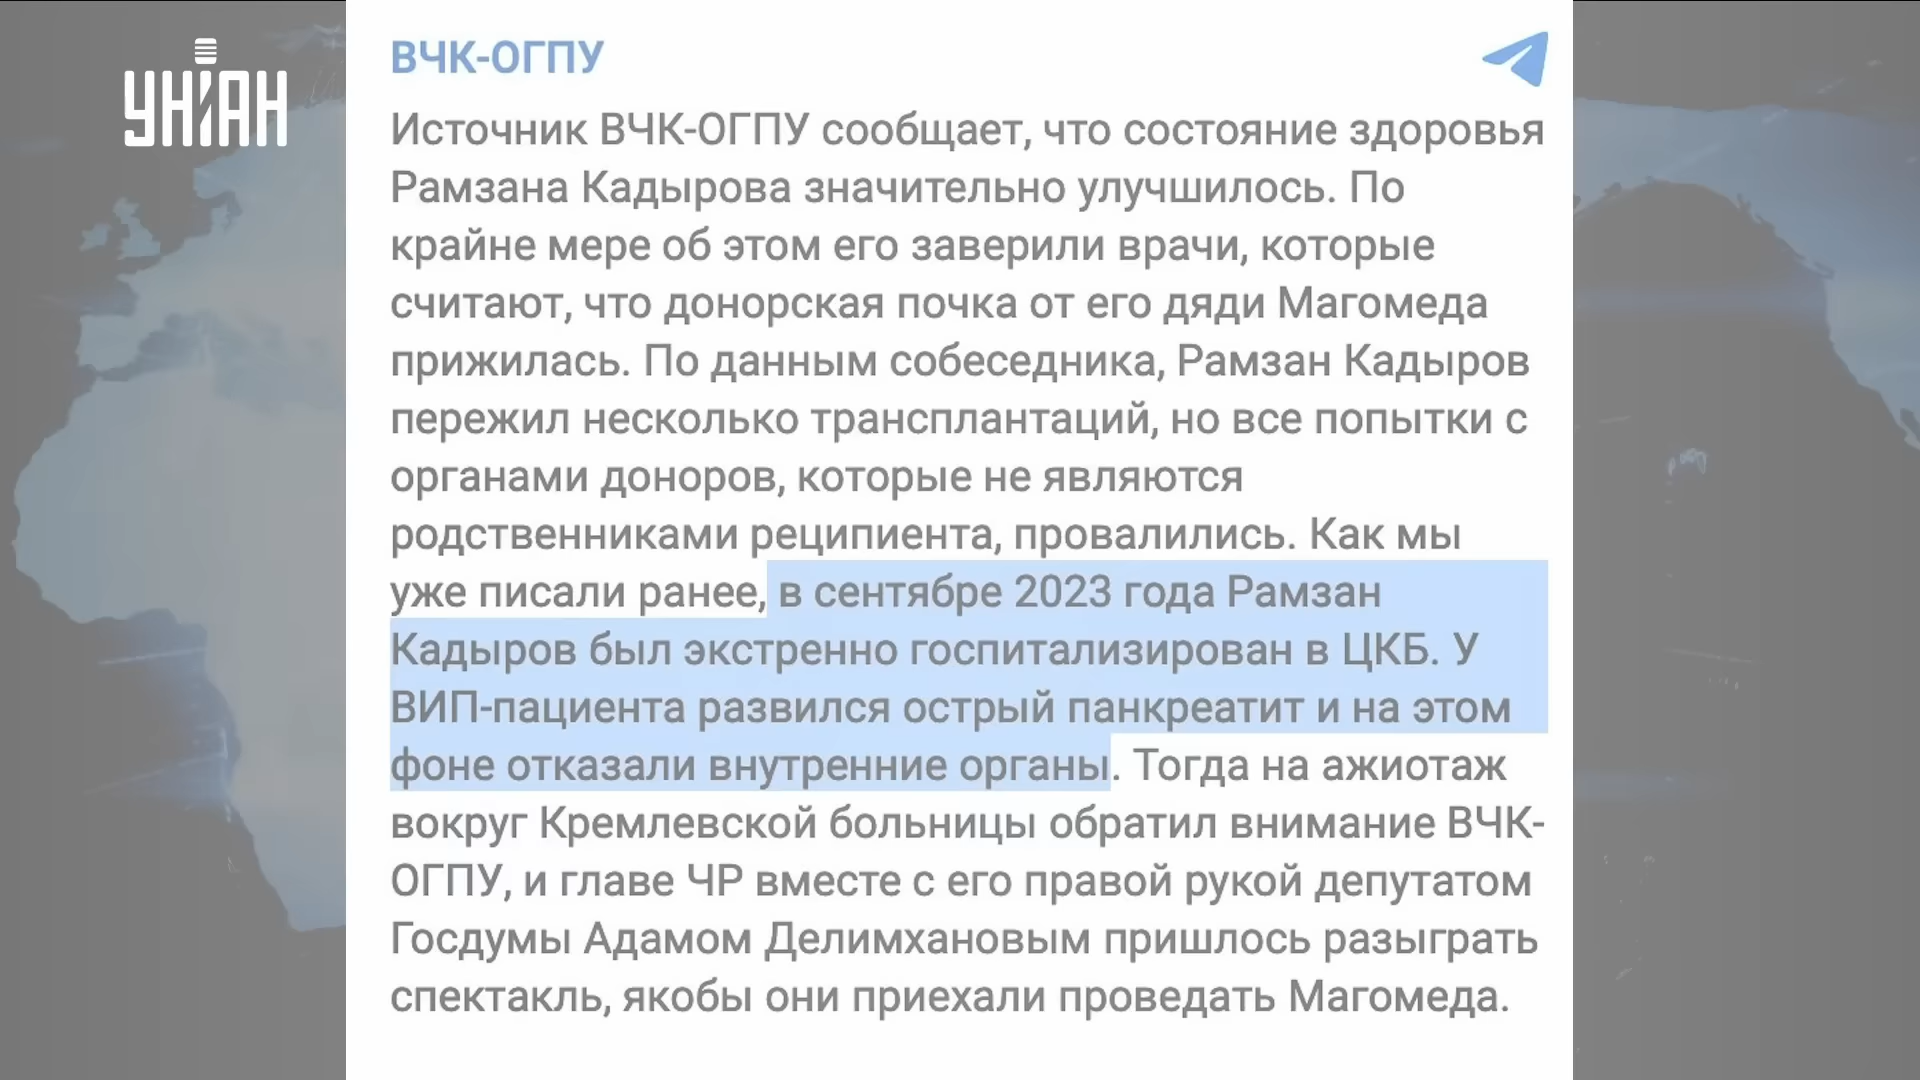 УНІАН
ВЧК-ОГПУ
Источник ВЧК-ОГПУ сообщает, что состояние здоровья
Рамзана Кадырова значительно улучшилось. По
крайне мере об этом его заверили врачи, которые
считают, что донорская почка от его дяди Магомеда
прижилась. По данным собеседника, Рамзан Кадыров
пережил несколько трансплантаций, но все попытки с
органами доноров, которые не являются
родственниками реципиента, провалились. Как мы
уже писали ранее, в сентябре 2023 года Рамзан
Кадыров был экстренно госпитализирован в ЦКБ. У
ВИП-пациента развился острый панкреатит и на этом
фоне отказали внутренние органы. Тогда на ажиотаж
вокруг Кремлевской больницы обратил внимание ВЧК-
ОГПУ, и главе ЧР вместе с его правой рукой депутатом
Госдумы Адамом Делимхановым пришлось разыграть
спектакль, якобы они приехали проведать Магомеда.